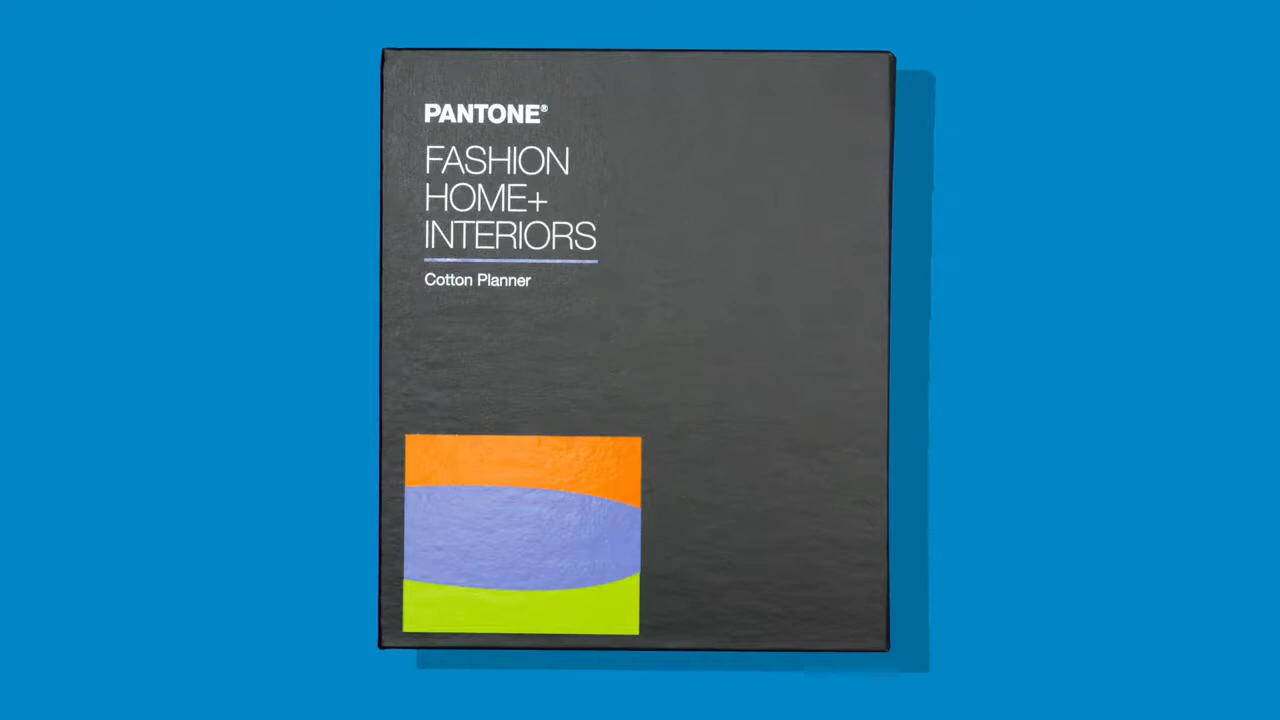 PANTONE®
FASHION
HOME+
INTERIORS
Cotton Planner